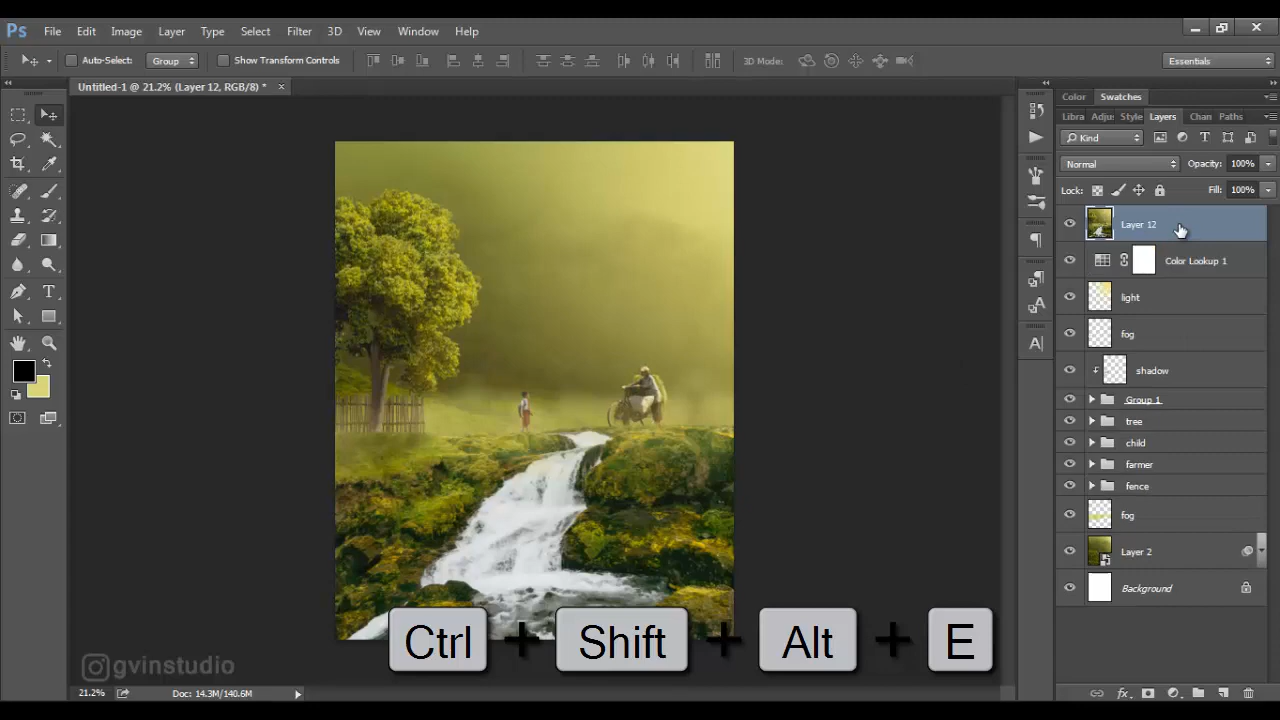 Ps File Edit Image Layer Type Select Filter 3D View Window Help
Auto-Select: Group Show Transform Controls 3D Mode: Essentials
Untitled-1 @ 21.2% (Layer 12, RGB/8) *
Color Swatches
Libra Adju Style Layers Chan Paths
Kind
Normal Opacity: 100%
Lock: Fill: 100%
Layer 12
Color Lookup 1
light
fog
shadow
Group 1
tree
child
farmer
fence
fog
Layer 2
Background
Ctrl + Shift + Alt + E
gvinstudio
21.2% Doc: 14.3M/140.6M